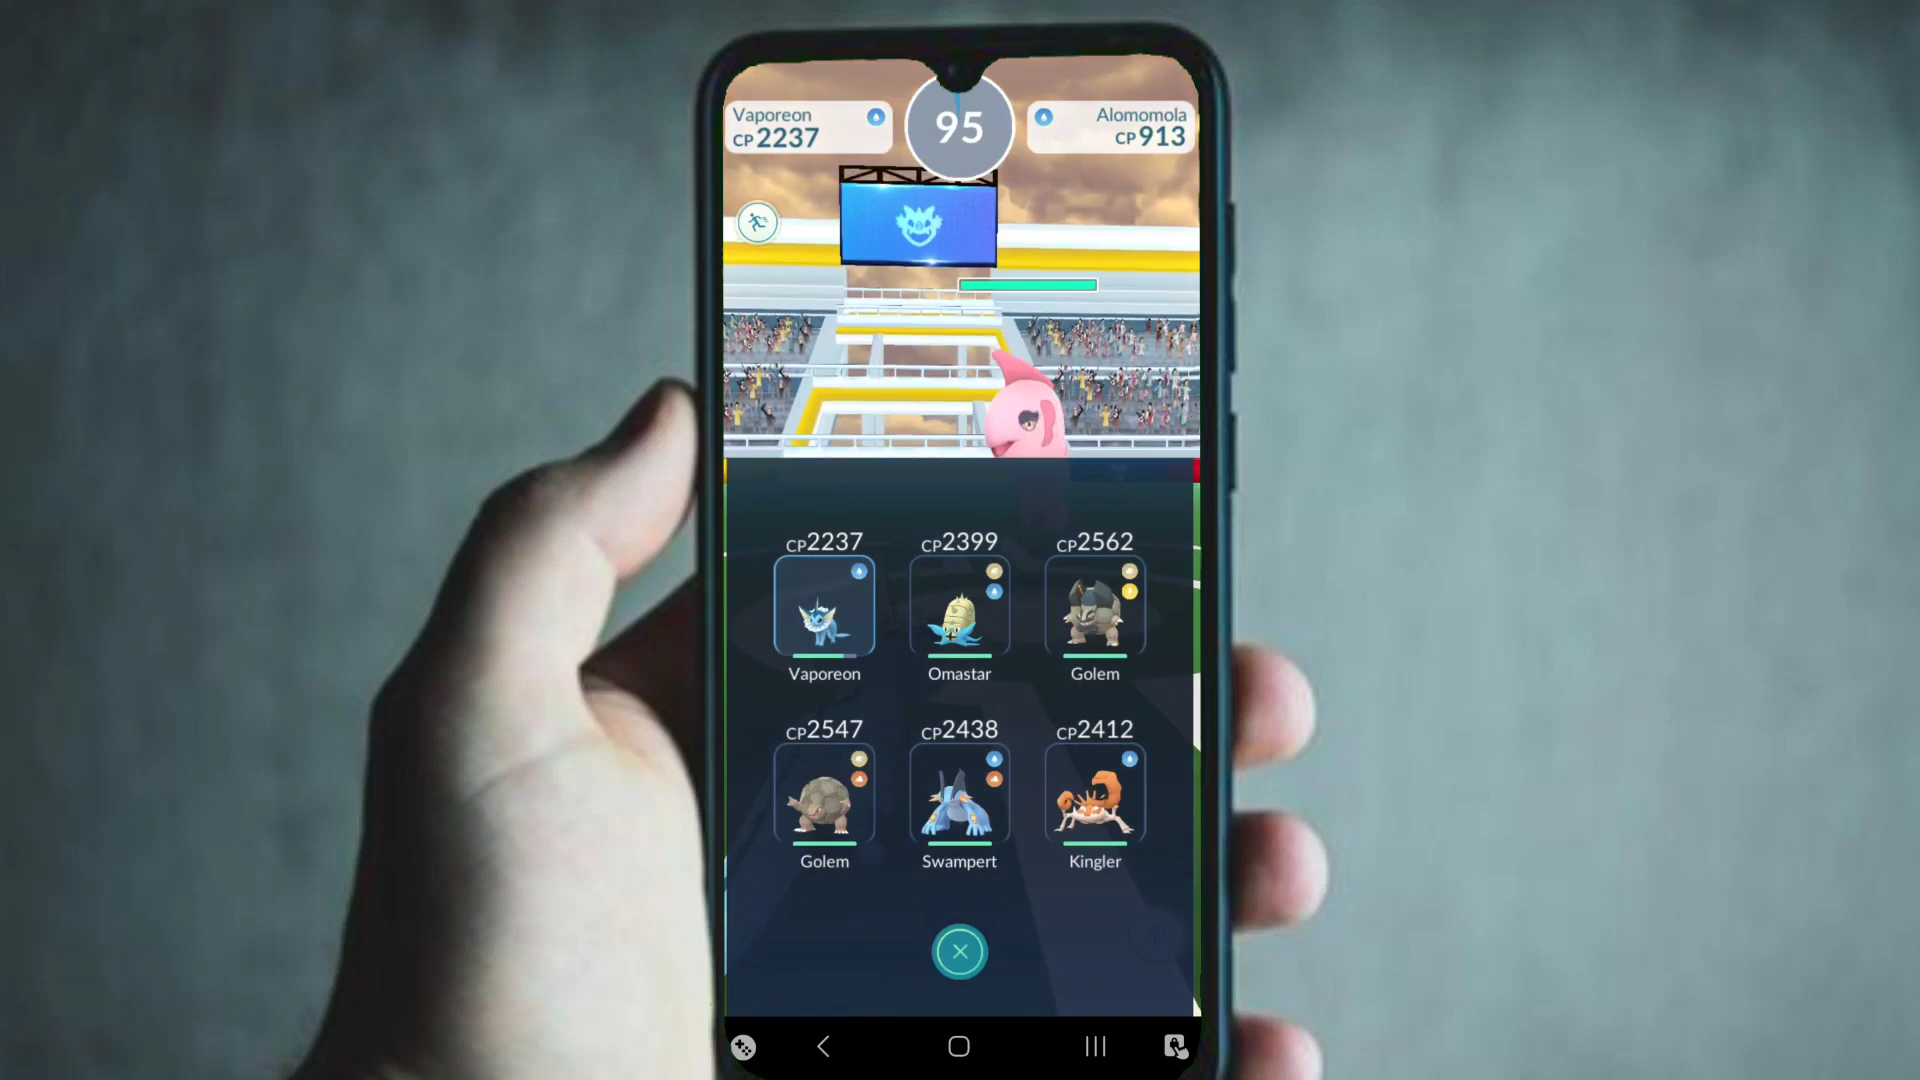 Vaporeon
CP2237
95
Alomomola
CP913
CP2237
CP2399
CP2562
Vaporeon
Omastar
Golem
CP2547
CP2438
CP2412
Golem
Swampert
Kingler